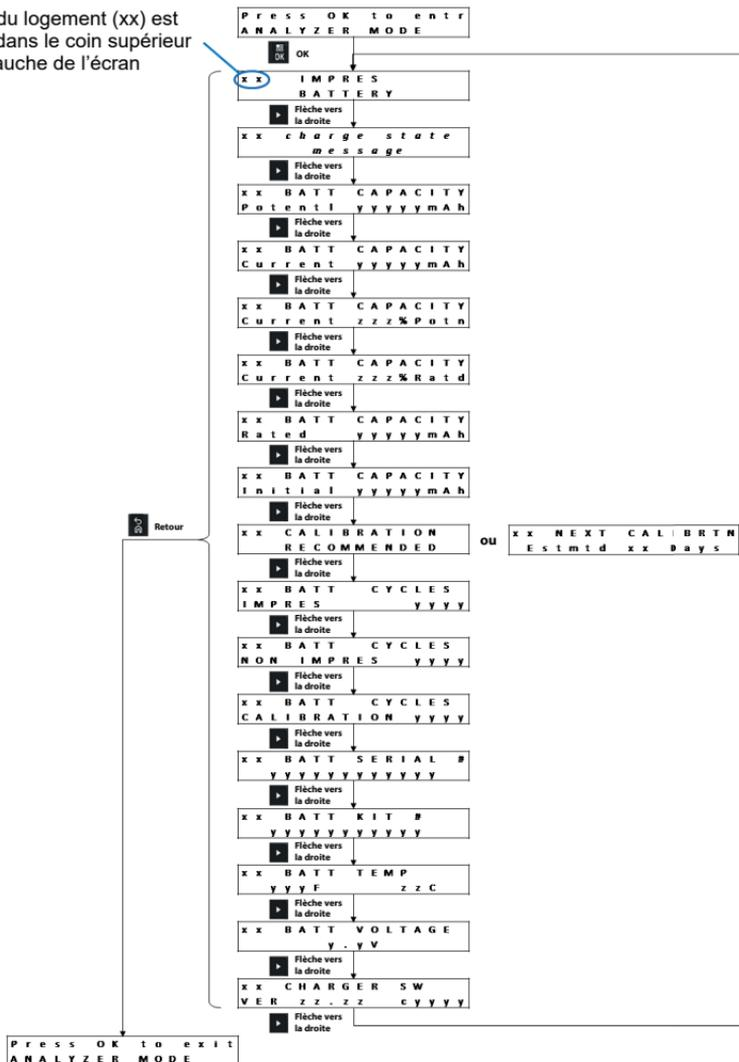 du logement (xx) est
dans le coin supérieur
auche de l'écran
Press OK to entr
ANALYZER MODE
OK
OK
xx IMPRES
BATTERY
Flèche vers
la droite
xx charge state
message
Flèche vers
la droite
xx BATT CAPACITY
Potentl yyyyymAh
Flèche vers
la droite
xx BATT CAPACITY
Current yyyyymAh
Flèche vers
la droite
xx BATT CAPACITY
Current zzz%Potn
Flèche vers
la droite
xx BATT CAPACITY
Current zzz%Ratd
Flèche vers
la droite
xx BATT CAPACITY
Rated yyyyymAh
Flèche vers
la droite
xx BATT CAPACITY
Initial yyyyymAh
Flèche vers
la droite
Retour
xx CALIBRATION
RECOMMENDED
ou
xx NEXT CALIBRTN
Estmtd xx Days
Flèche vers
la droite
xx BATT CYCLES
IMPRES yyyy
Flèche vers
la droite
xx BATT CYCLES
NON IMPRES yyyy
Flèche vers
la droite
xx BATT CYCLES
CALIBRATION yyyy
Flèche vers
la droite
xx BATT SERIAL #
yyyyyyyyyyyy
Flèche vers
la droite
xx BATT KIT #
yyyyyyyyyyy
Flèche vers
la droite
xx BATT TEMP
yyyF zzC
Flèche vers
la droite
xx BATT VOLTAGE
y.yV
Flèche vers
la droite
xx CHARGER SW
VER zz.zz cyyyy
Flèche vers
la droite
Press OK to exit
ANALYZER MODE